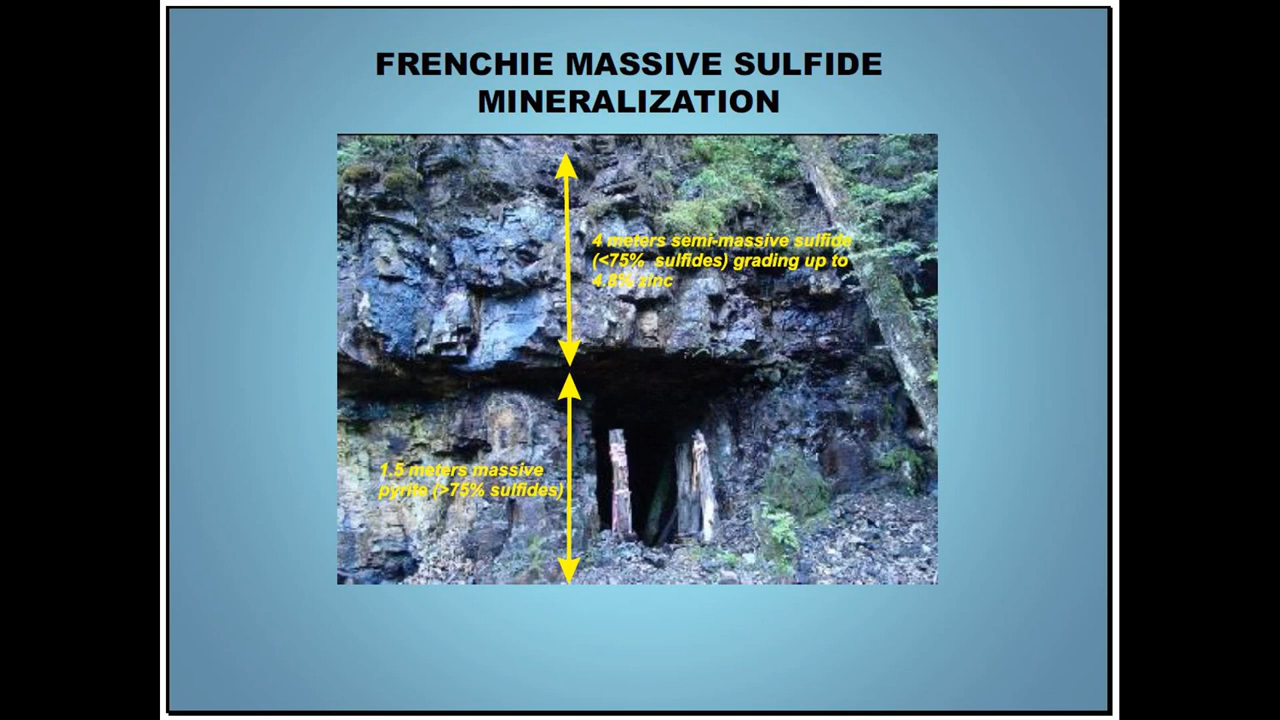 FRENCHIE MASSIVE SULFIDE
MINERALIZATION
4 meters semi-massive sulfide
(<75% sulfides) grading up to
4.8% zinc
1.5 meters massive
pyrite (>75% sulfides)